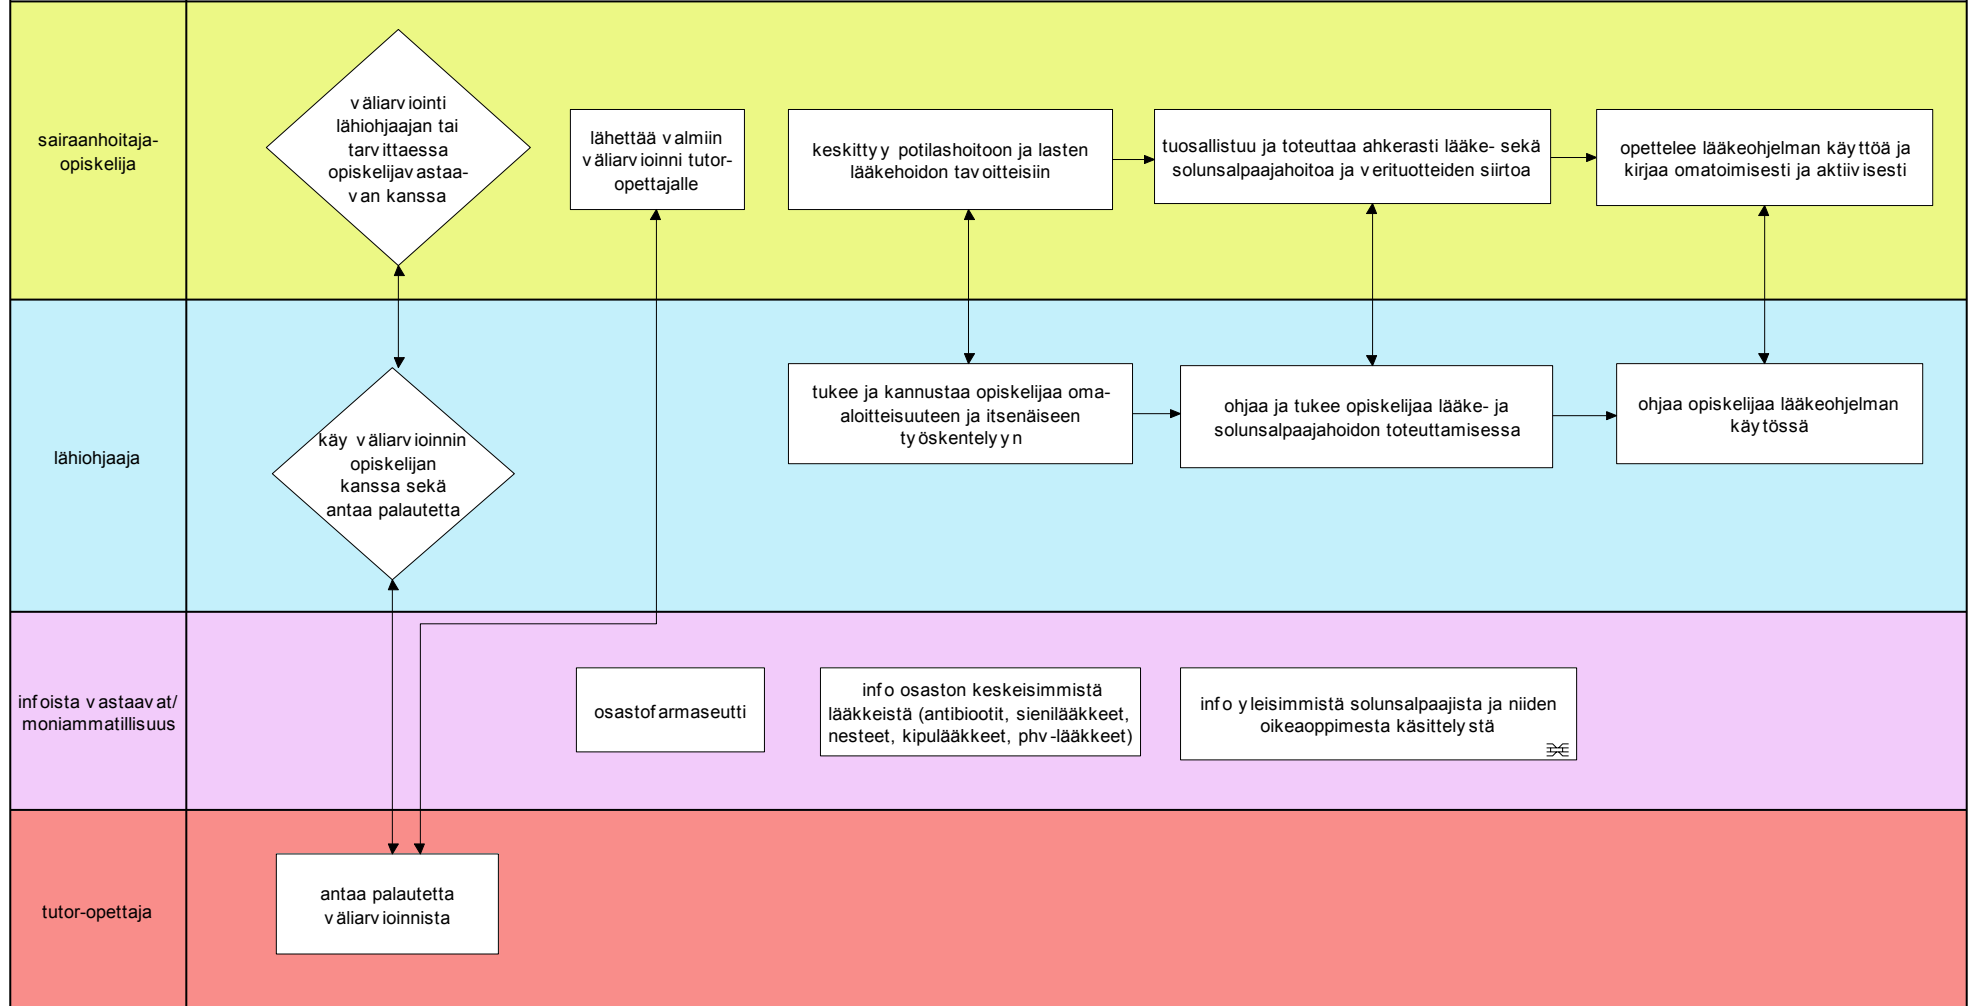 sairaanhoitaja-
opiskelija
väliarviointi
lähiohjaajan tai
tarvittaessa
opiskelijavastaa-
van kanssa
lähettää valmiin
väliarvioinni tutor-
opettajalle
keskittyy potilashoitoon ja lasten
lääkehoidon tavoitteisiin
tuosallistuu ja toteuttaa ahkerasti lääke- sekä
solunsalpaajahoitoa ja verituotteiden siirtoa
opettelee lääkeohjelman käyttöä ja
kirjaa omatoimisesti ja aktiivisesti
lähiohjaaja
käy väliarvioinnin
opiskelijan
kanssa sekä
antaa palautetta
tukee ja kannustaa opiskelijaa oma-
aloitteisuuteen ja itsenäiseen
työskentelyyn
ohjaa ja tukee opiskelijaa lääke- ja
solunsalpaajahoidon toteuttamisessa
ohjaa opiskelijaa lääkeohjelman
käytössä
infoista vastaavat/
moniammatillisuus
osastofarmaseutti
info osaston keskeisimmistä
lääkkeistä (antibiootit, sienilääkkeet,
nesteet, kipulääkkeet, phv-lääkkeet)
info yleisimmistä solunsalpaajista ja niiden
oikeaoppimesta käsittelystä
tutor-opettaja
antaa palautetta
väliarvioinnista